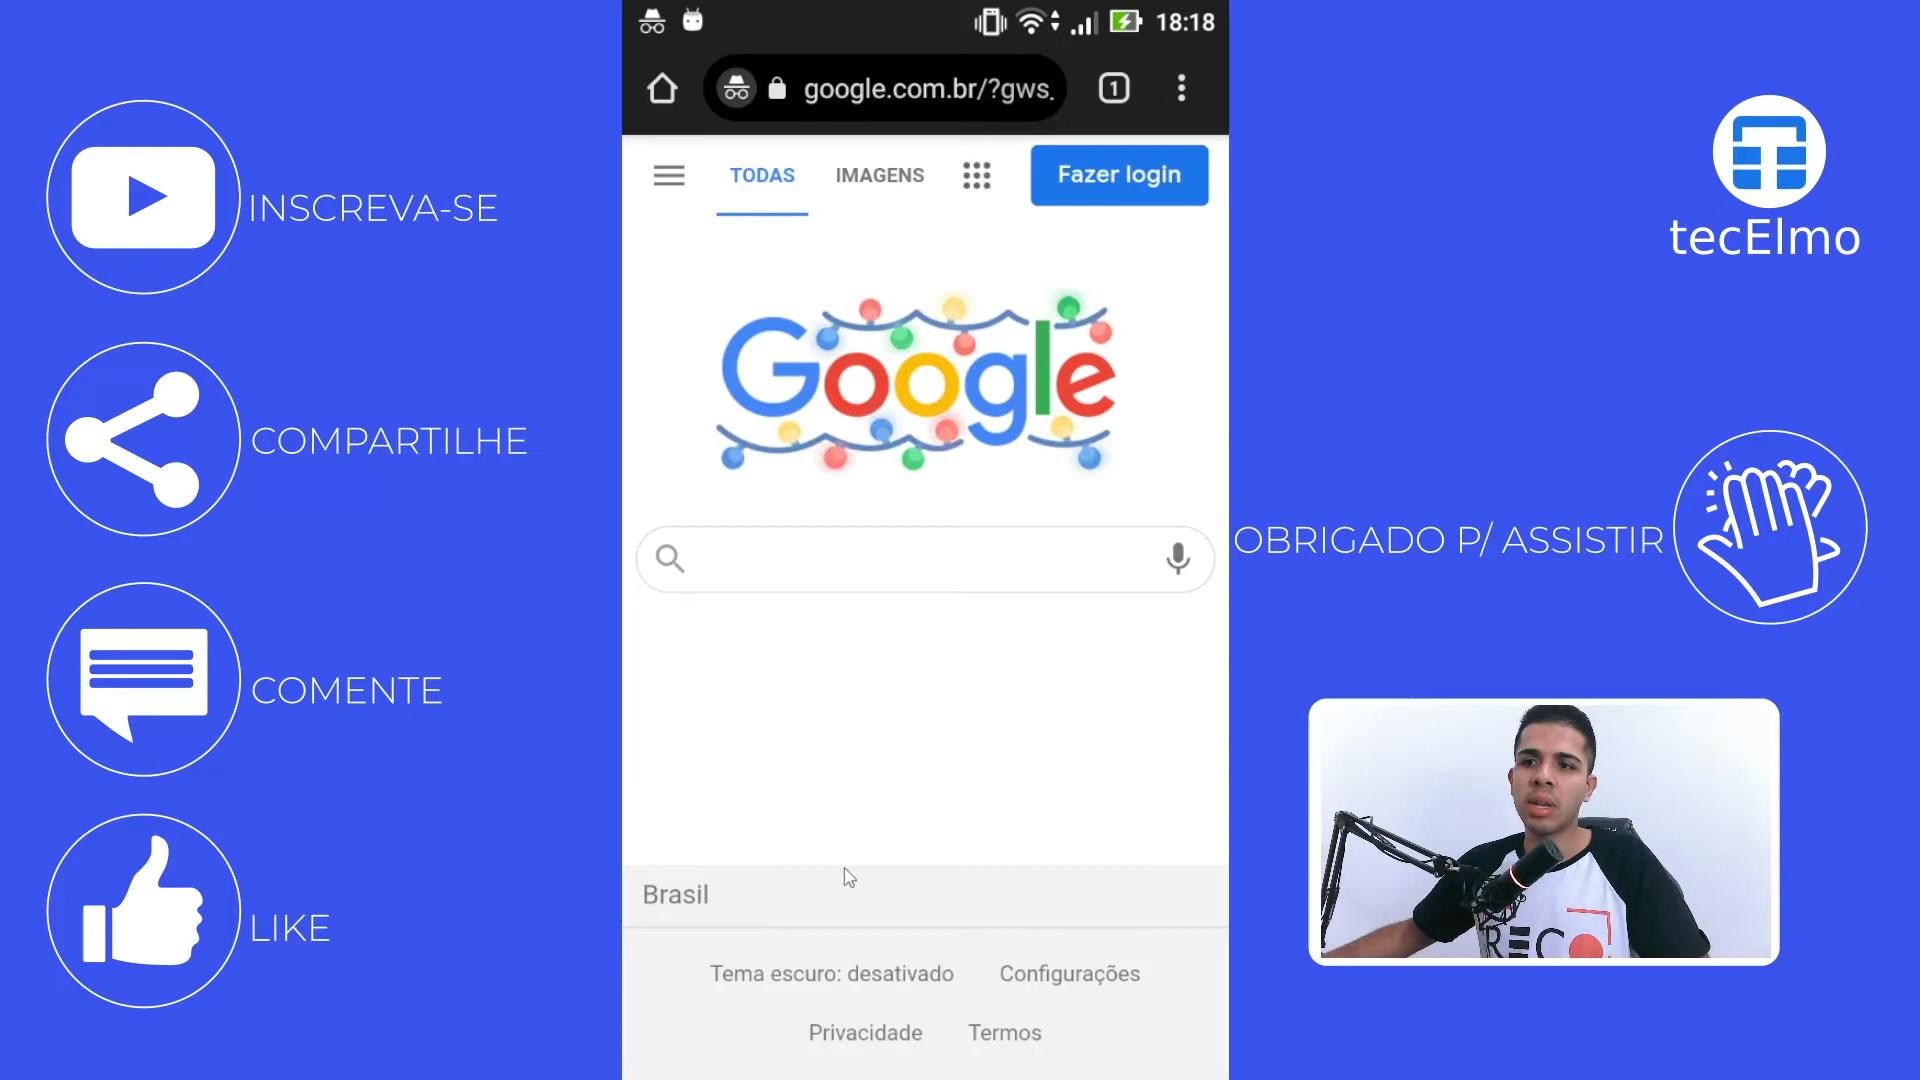 INSCREVA-SE
COMPARTILHE
COMENTE
LIKE
18:18
google.com.br/?gws_
1
TODAS
IMAGENS
Fazer login
Google
Brasil
Tema escuro: desativado
Configurações
Privacidade
Termos
tecElmo
OBRIGADO P/ ASSISTIR
REC